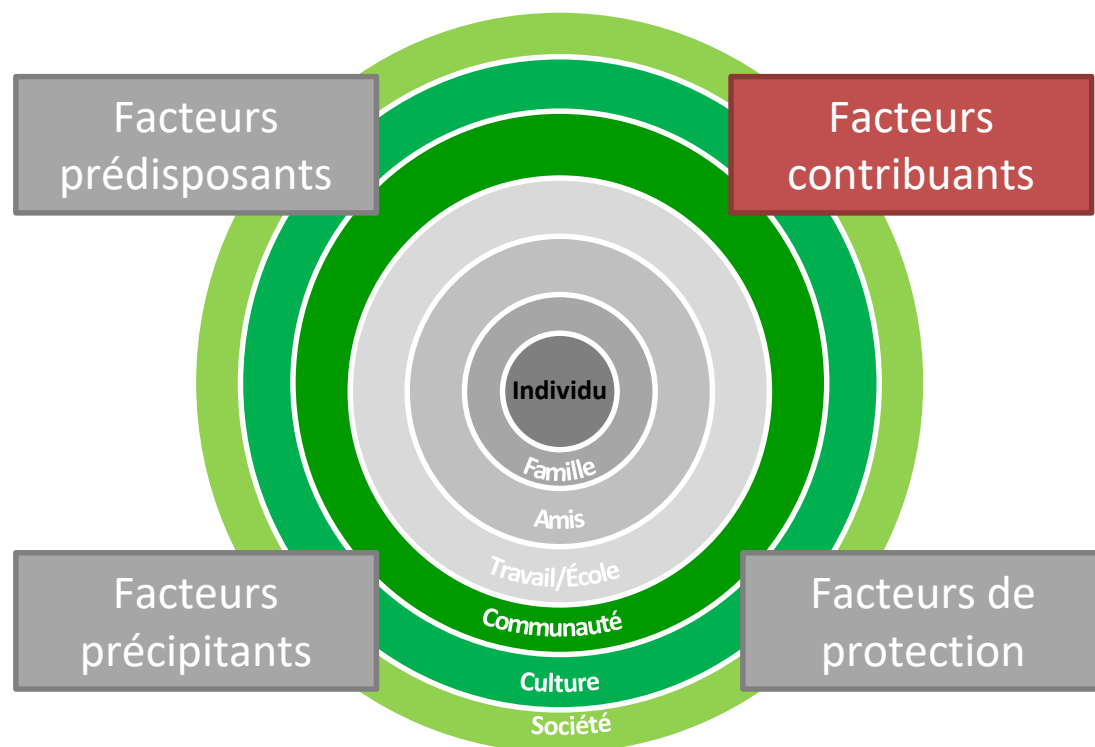 Facteurs
prédisposants
Facteurs
contribuants
Individu
Famille
Amis
Travail/École
Communauté
Culture
Société
Facteurs
précipitants
Facteurs de
protection